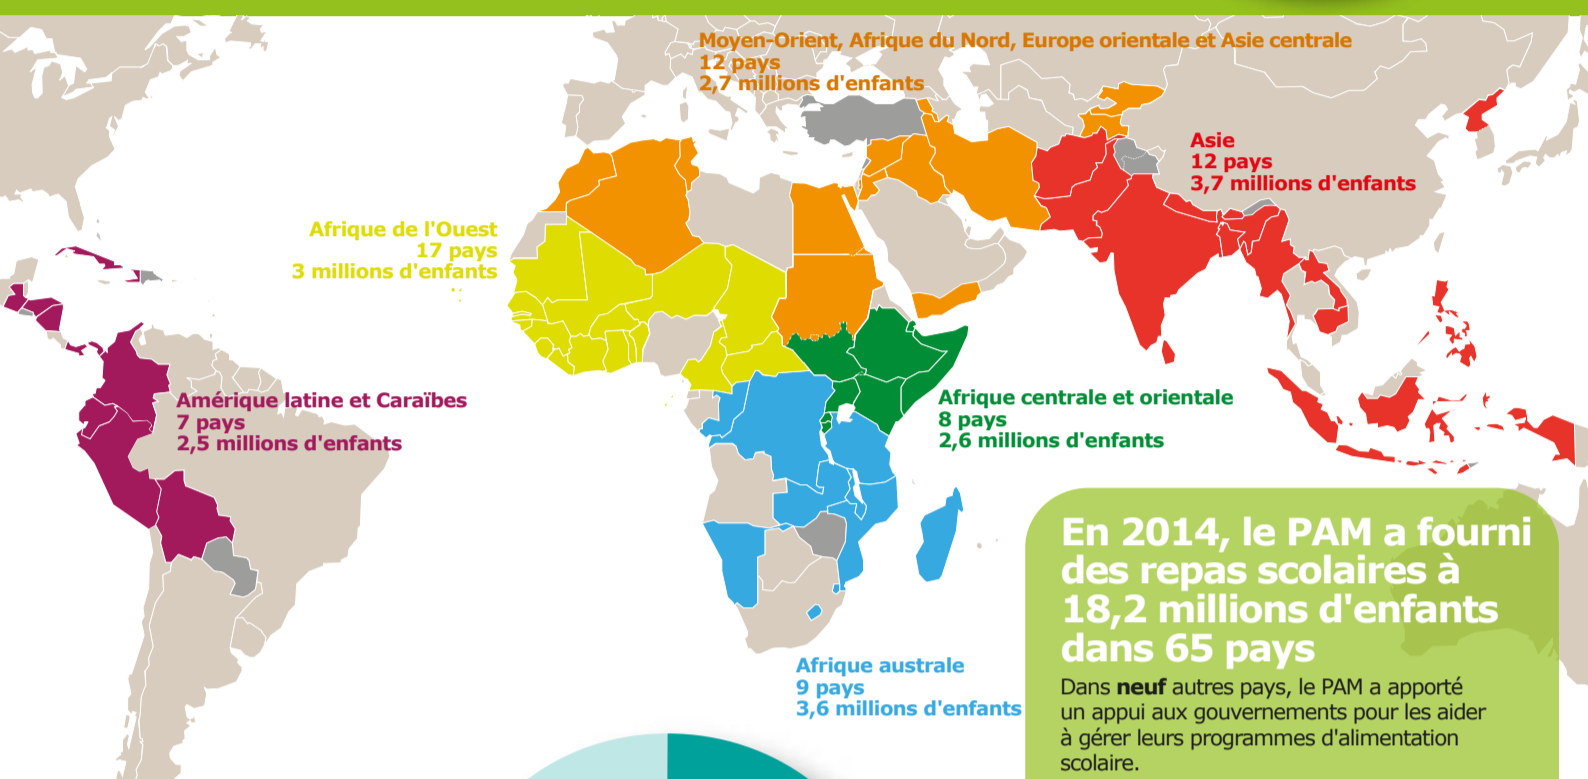 Moyen-Orient, Afrique du Nord, Europe orientale et Asie centrale
12 pays
2,7 millions d'enfants
Asie
12 pays
3,7 millions d'enfants
Afrique de l'Ouest
17 pays
3 millions d'enfants
Amérique latine et Caraïbes
7 pays
2,5 millions d'enfants
Afrique centrale et orientale
8 pays
2,6 millions d'enfants
Afrique australe
9 pays
3,6 millions d'enfants
En 2014, le PAM a fourni
des repas scolaires à
18,2 millions d'enfants
dans 65 pays
Dans neuf autres pays, le PAM a apporté
un appui aux gouvernements pour les aider
à gérer leurs programmes d'alimentation
scolaire.